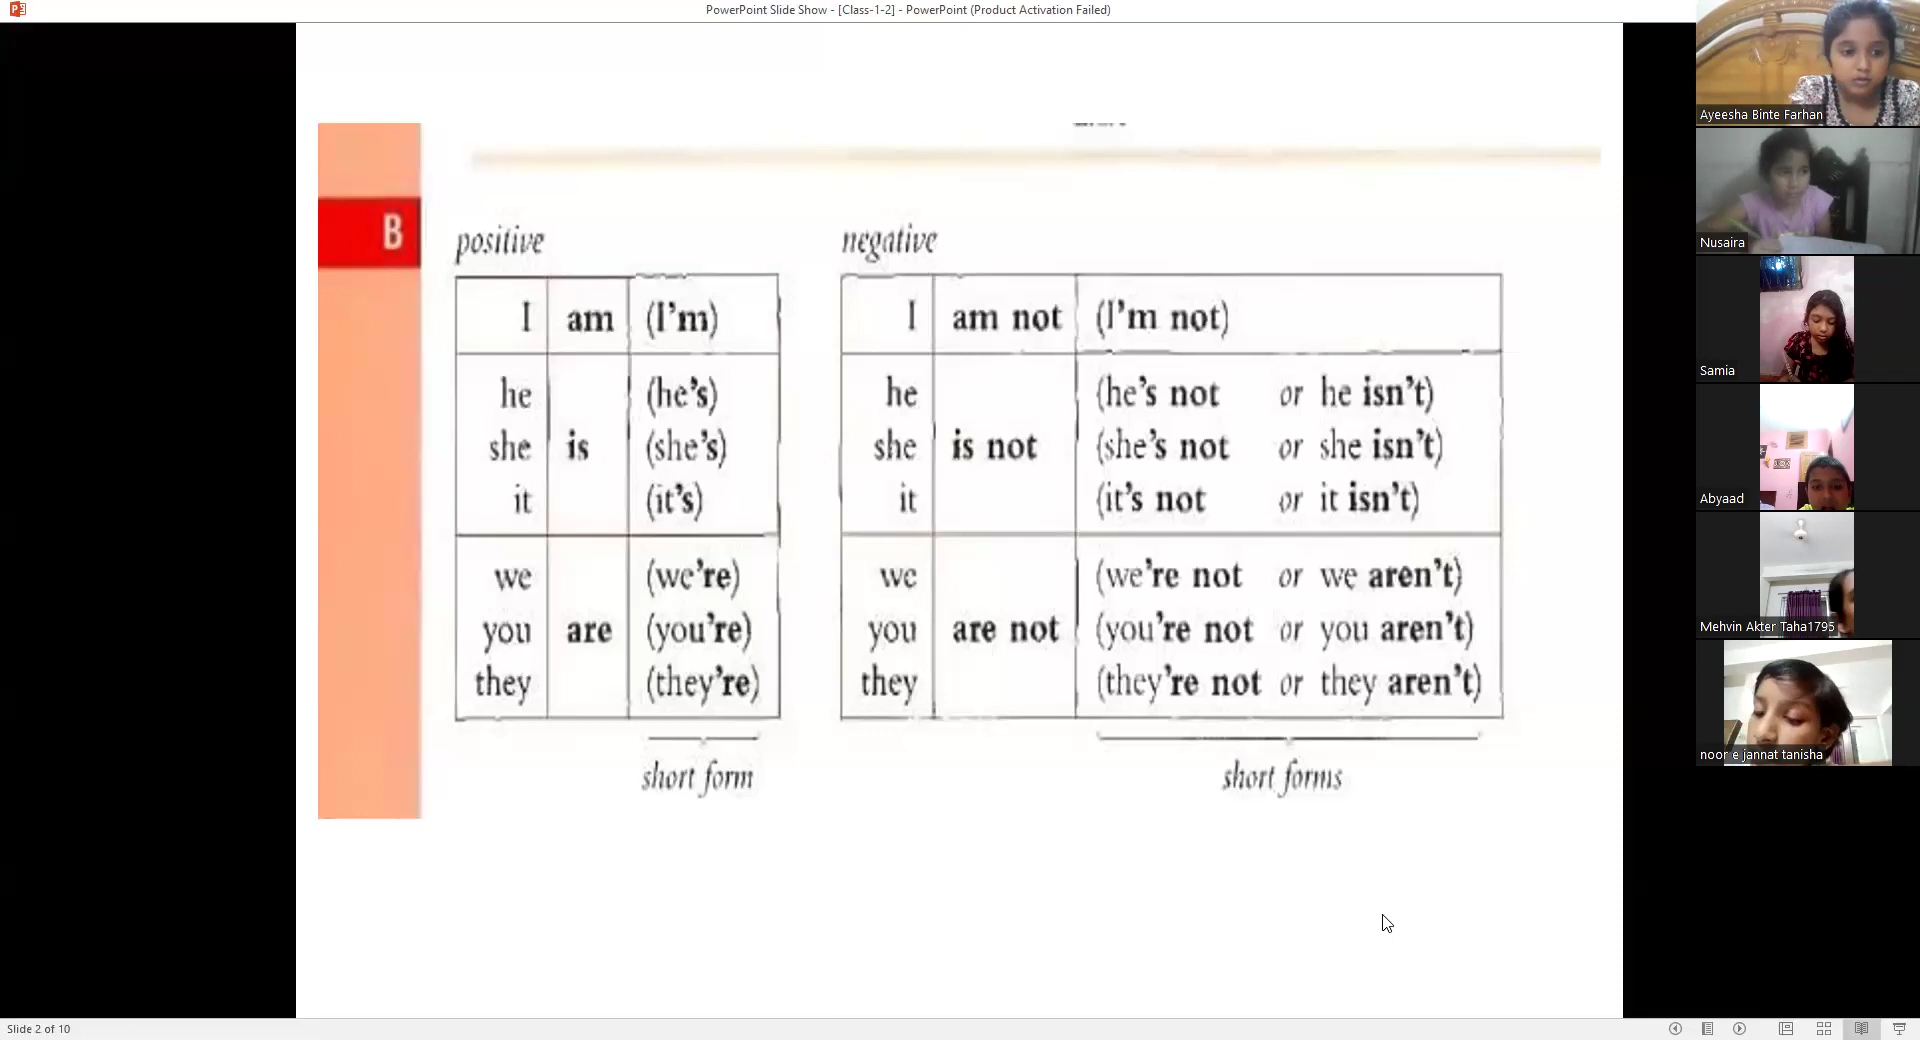 PowerPoint Slide Show - [Class-1-2] - PowerPoint (Product Activation Failed)
B
positive
I am (I'm)
he (he's)
she is (she's)
it (it's)
we (we're)
you are (you're)
they (they're)
short form
negative
I am not (I'm not)
he (he's not or he isn't)
she is not (she's not or she isn't)
it (it's not or it isn't)
we (we're not or we aren't)
you are not (you're not or you aren't)
they (they're not or they aren't)
short forms
Ayeesha Binte Farhan
Nusaira
Samia
Abyaad
Mehvin Akter Taha1795
noor e jannat tanisha
Slide 2 of 10